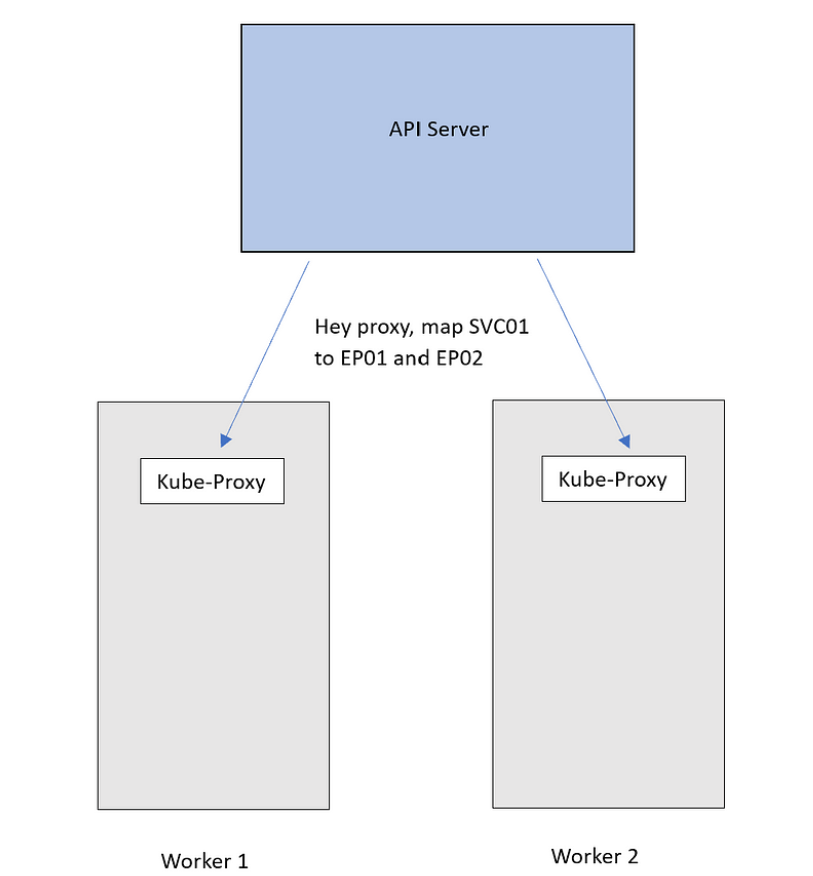 API Server
Hey proxy, map SVC01
to EP01 and EP02
Kube-Proxy
Kube-Proxy
Worker 1
Worker 2